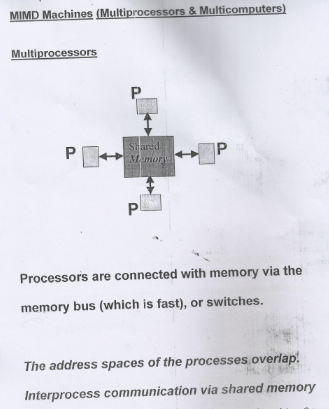 MIMD Machines (Multiprocessors & Multicomputers)
Multiprocessors
P
P
Shared
Memory
P
P
Processors are connected with memory via the
memory bus (which is fast), or switches.
The address spaces of the processes overlap.
Interprocess communication via shared memory